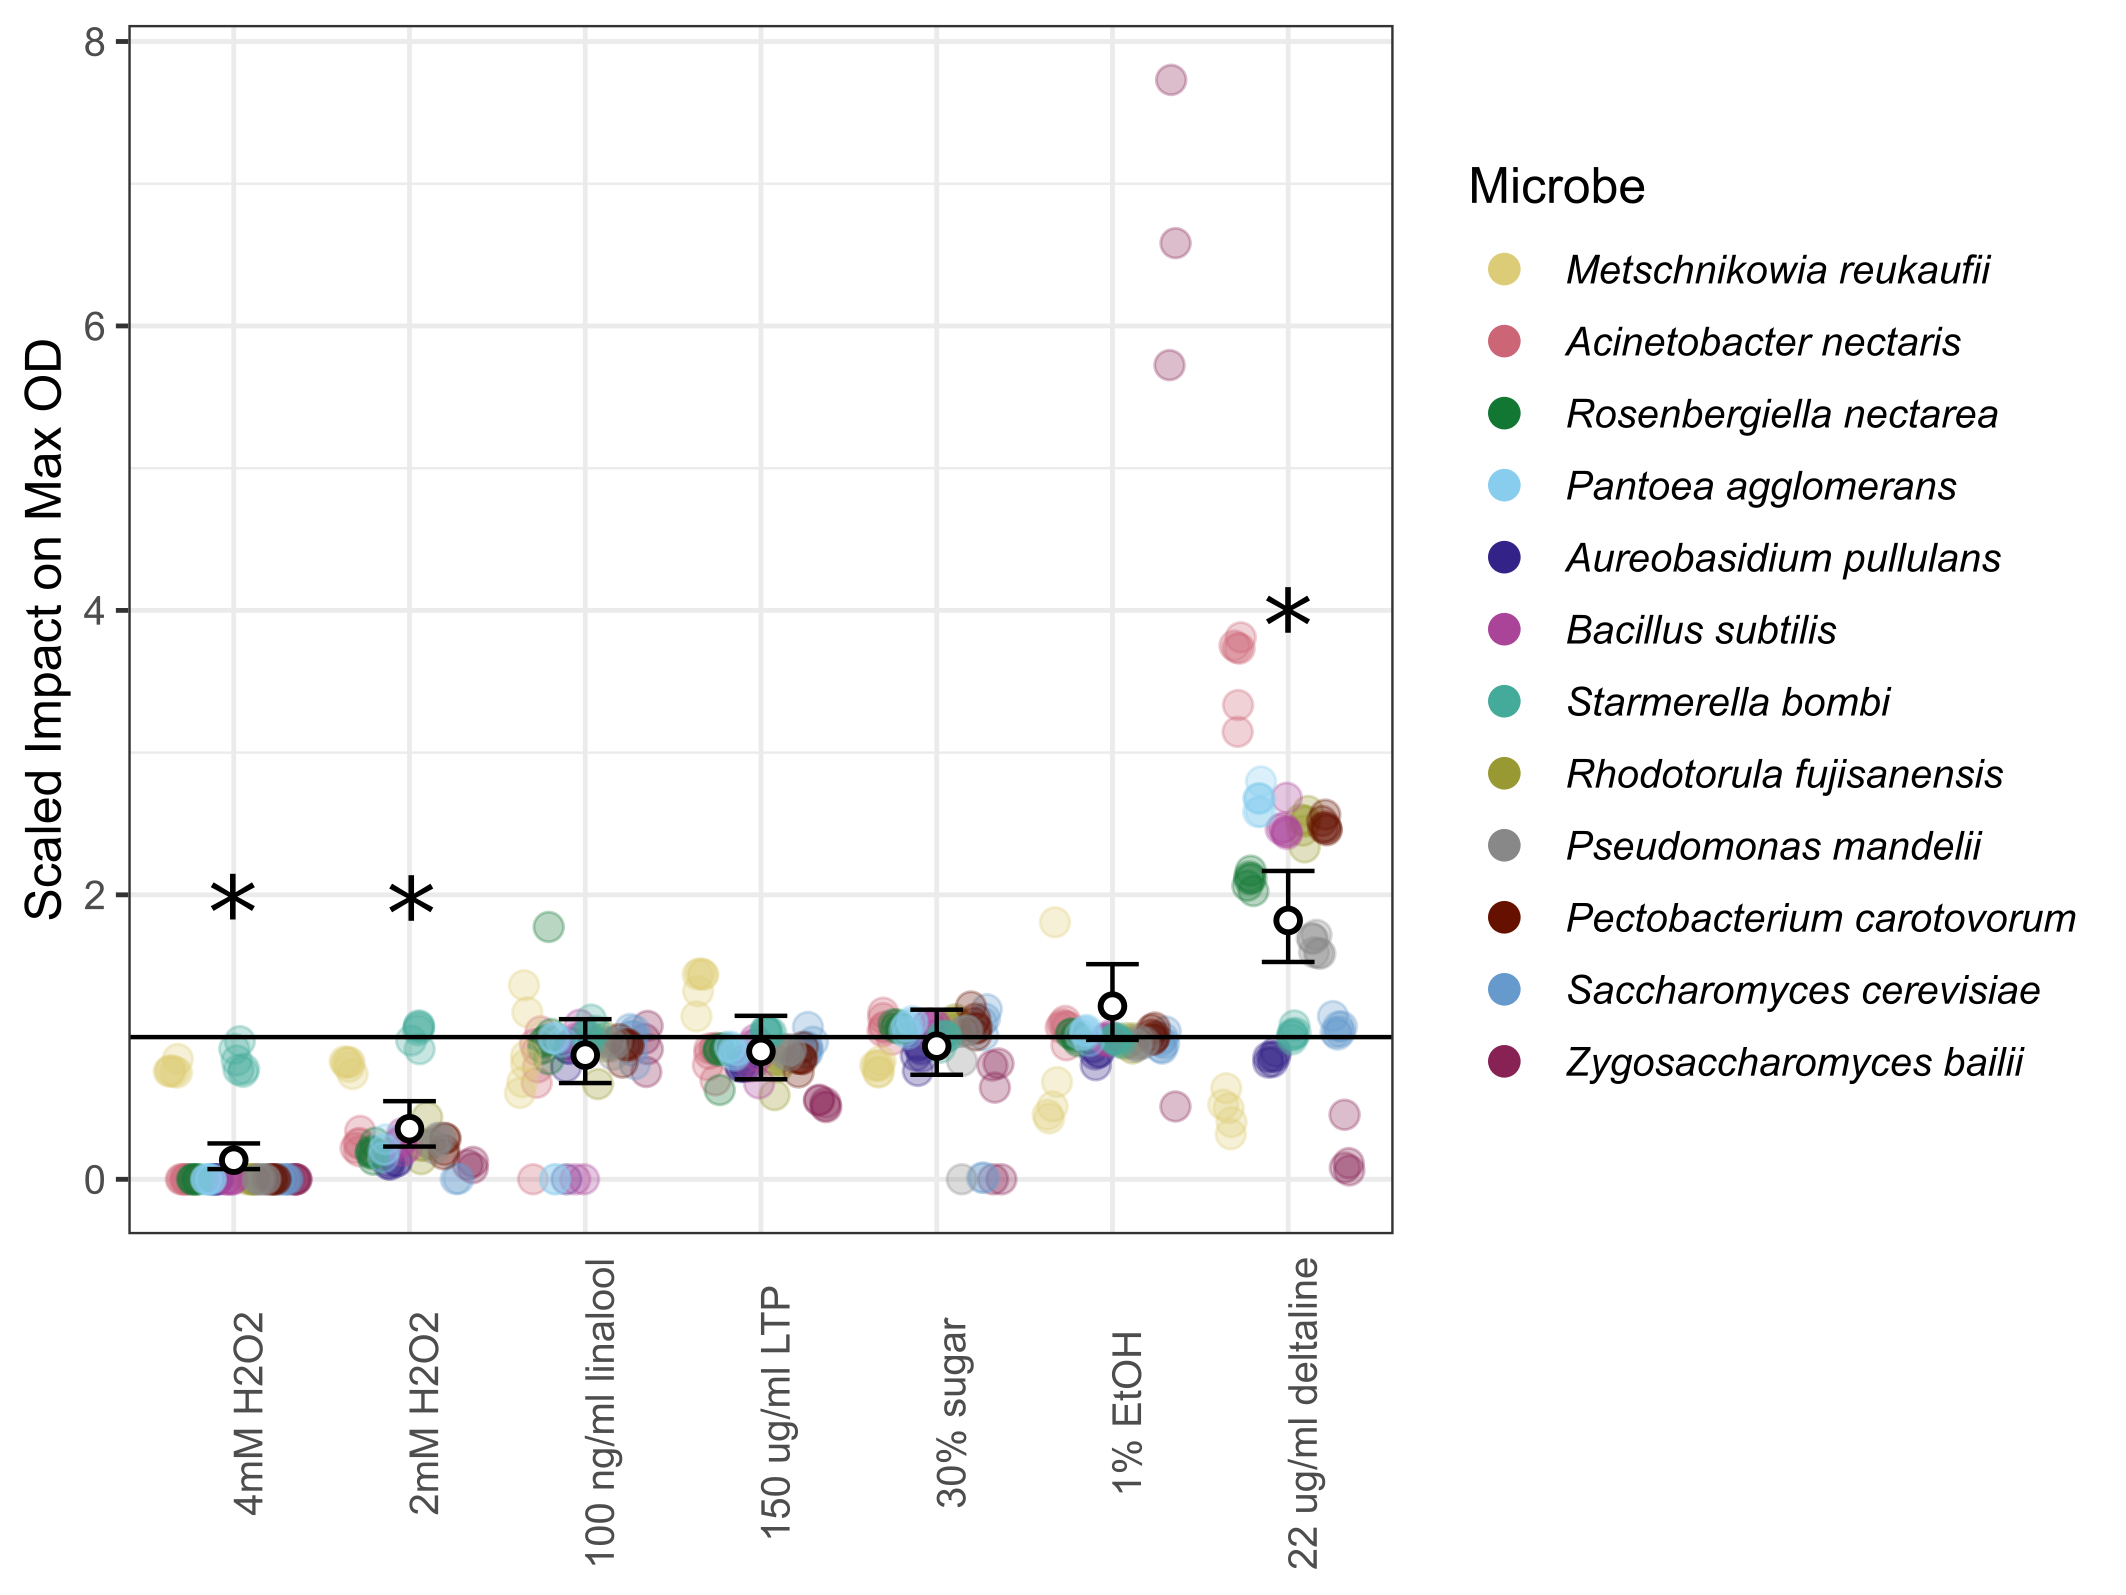 Scaled Impact on Max OD
8
6
4
2
0
*
*
*
4mM H2O2
2mM H2O2
100 ng/ml linalool
150 ug/ml LTP
30% sugar
1% EtOH
22 ug/ml deltaline
Microbe
Metschnikowia reukaufii
Acinetobacter nectaris
Rosenbergiella nectarea
Pantoea agglomerans
Aureobasidium pullulans
Bacillus subtilis
Starmerella bombi
Rhodotorula fujisanensis
Pseudomonas mandelii
Pectobacterium carotovorum
Saccharomyces cerevisiae
Zygosaccharomyces bailii